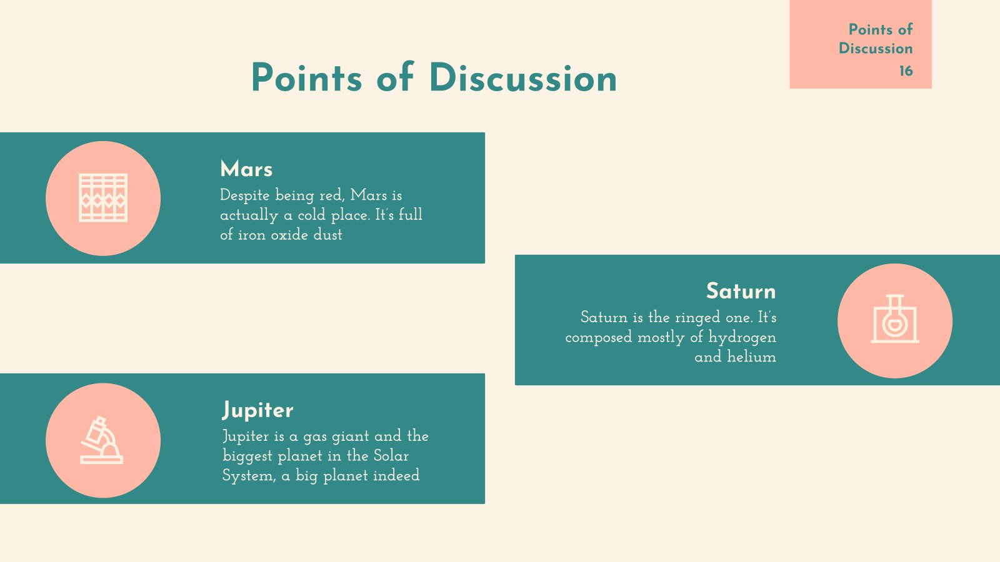 Points of
Discussion
16
Points of Discussion
Mars
Despite being red, Mars is
actually a cold place. It's full
of iron oxide dust
Saturn
Saturn is the ringed one. It's
composed mostly of hydrogen
and helium
Jupiter
Jupiter is a gas giant and the
biggest planet in the Solar
System, a big planet indeed